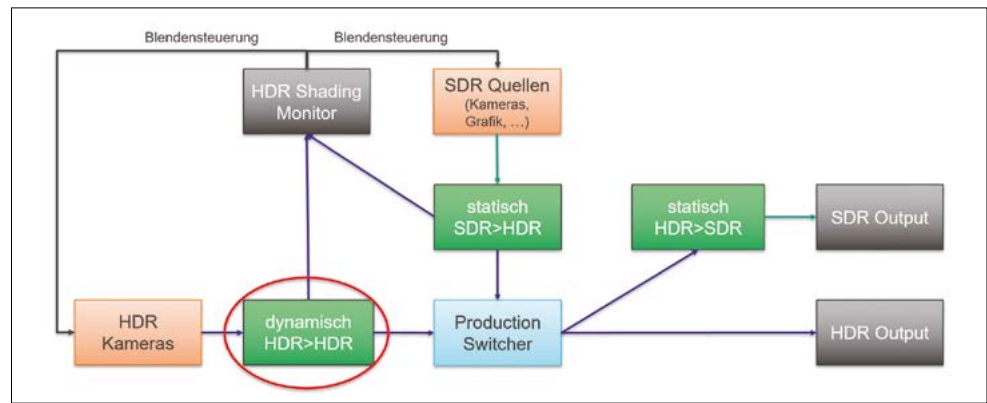 Blendensteuerung
Blendensteuerung
HDR Shading
Monitor
SDR Quellen
(Kameras,
Grafik, …)
statisch
SDR>HDR
statisch
HDR>SDR
SDR Output
HDR
Kameras
dynamisch
HDR>HDR
Production
Switcher
HDR Output